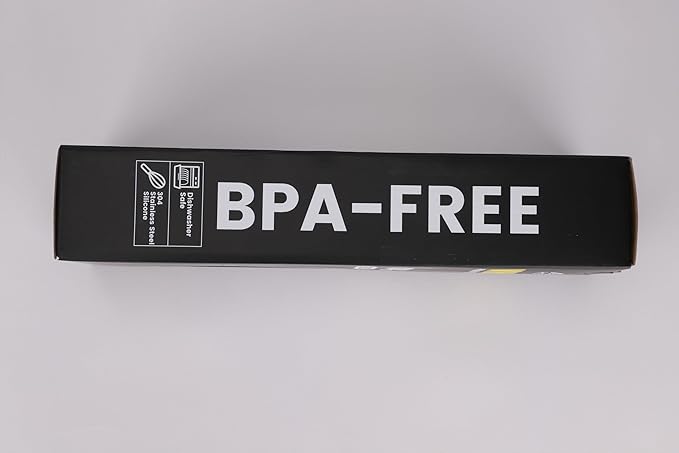 BPA-FREE
Dishwasher
Safe
304
Stainless Steel
Silicone